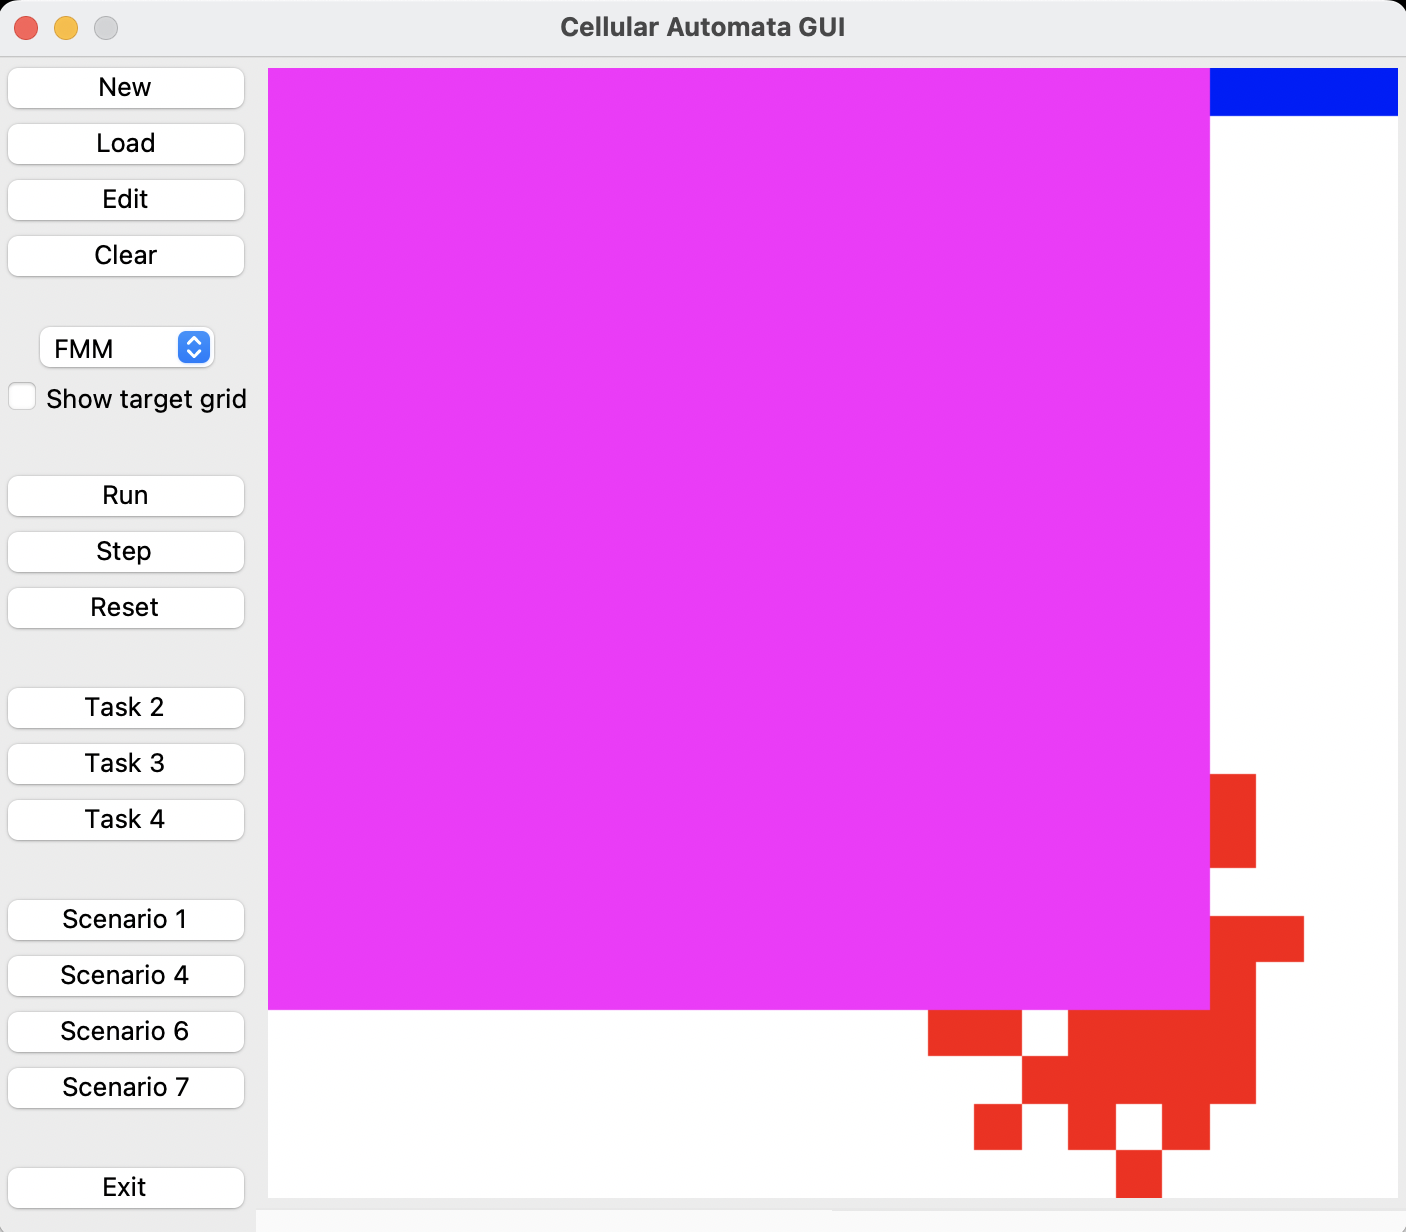 Cellular Automata GUI
New
Load
Edit
Clear
FMM
Show target grid
Run
Step
Reset
Task 2
Task 3
Task 4
Scenario 1
Scenario 4
Scenario 6
Scenario 7
Exit